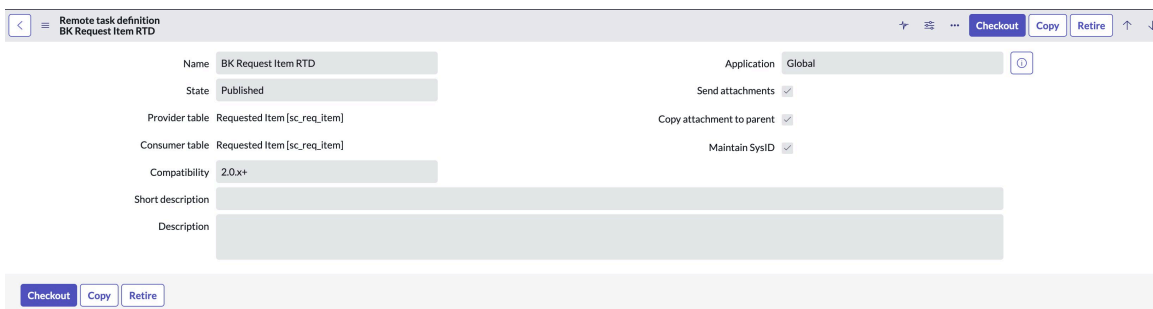 Remote task definition
BK Request Item RTD
Checkout Copy Retire
Name BK Request Item RTD
Application Global
State Published
Send attachments
Provider table Requested Item [sc_req_item]
Copy attachment to parent
Consumer table Requested Item [sc_req_item]
Maintain SysID
Compatibility 2.0.x+
Short description
Description
Checkout Copy Retire